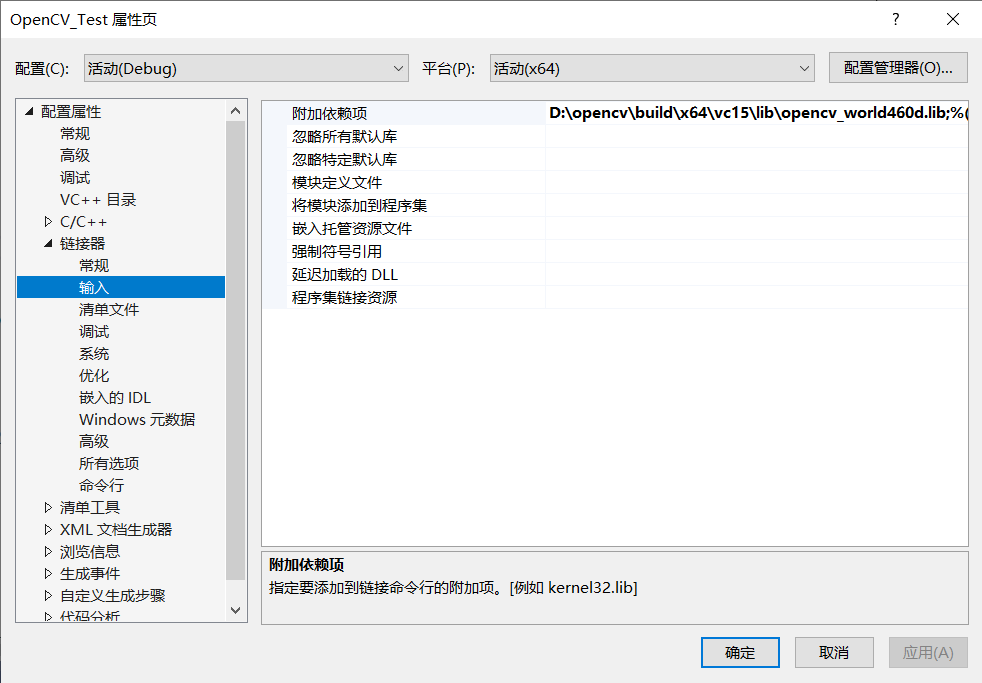 OpenCV_Test 属性页
?
配置(C):
活动(Debug)
平台(P):
活动(x64)
配置管理器(O)...
配置属性
常规
高级
调试
VC++ 目录
C/C++
链接器
常规
输入
清单文件
调试
系统
优化
嵌入的 IDL
Windows 元数据
高级
所有选项
命令行
清单工具
XML 文档生成器
浏览信息
生成事件
自定义生成步骤
代码分析
附加依赖项 D:\opencv\build\x64\vc15\lib\opencv_world460d.lib;%(
忽略所有默认库
忽略特定默认库
模块定义文件
将模块添加到程序集
嵌入托管资源文件
强制符号引用
延迟加载的 DLL
程序集链接资源
附加依赖项
指定要添加到链接命令行的附加项。[例如 kernel32.lib]
确定
取消
应用(A)